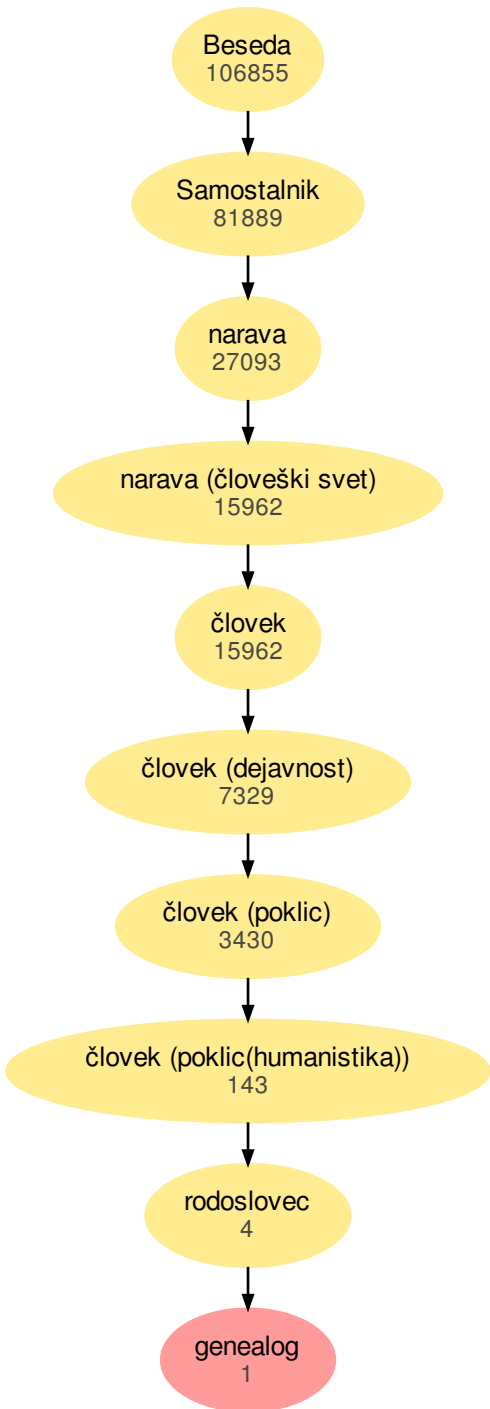 Beseda
106855
Samostalnik
81889
narava
27093
narava (človeški svet)
15962
človek
15962
človek (dejavnost)
7329
človek (poklic)
3430
človek (poklic(humanistika))
143
rodoslovec
4
genealog
1